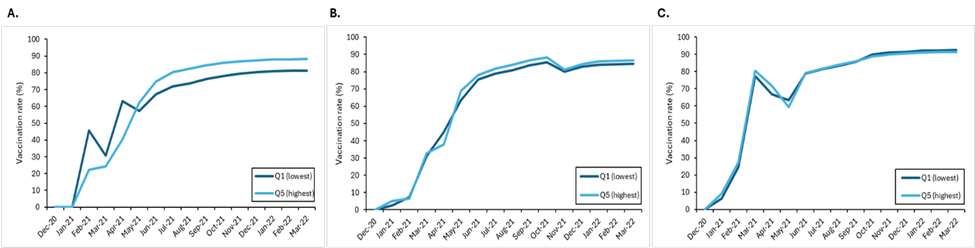 A.
Vaccination rate (%)
100
90
80
70
60
50
40
30
20
10
0
Dec-20
Jan-21
Feb-21
Mar-21
Apr-21
May-21
Jun-21
Jul-21
Aug-21
Sep-21
Oct-21
Nov-21
Dec-21
Jan-22
Feb-22
Mar-22
Q1 (lowest)
Q5 (highest)
B.
Vaccination rate (%)
100
90
80
70
60
50
40
30
20
10
0
Dec-20
Jan-21
Feb-21
Mar-21
Apr-21
May-21
Jun-21
Jul-21
Aug-21
Sep-21
Oct-21
Nov-21
Dec-21
Jan-22
Feb-22
Mar-22
Q1 (lowest)
Q5 (highest)
C.
Vaccination rate (%)
100
90
80
70
60
50
40
30
20
10
0
Dec-20
Jan-21
Feb-21
Mar-21
Apr-21
May-21
Jun-21
Jul-21
Aug-21
Sep-21
Oct-21
Nov-21
Dec-21
Jan-22
Feb-22
Mar-22
Q1 (lowest)
Q5 (highest)